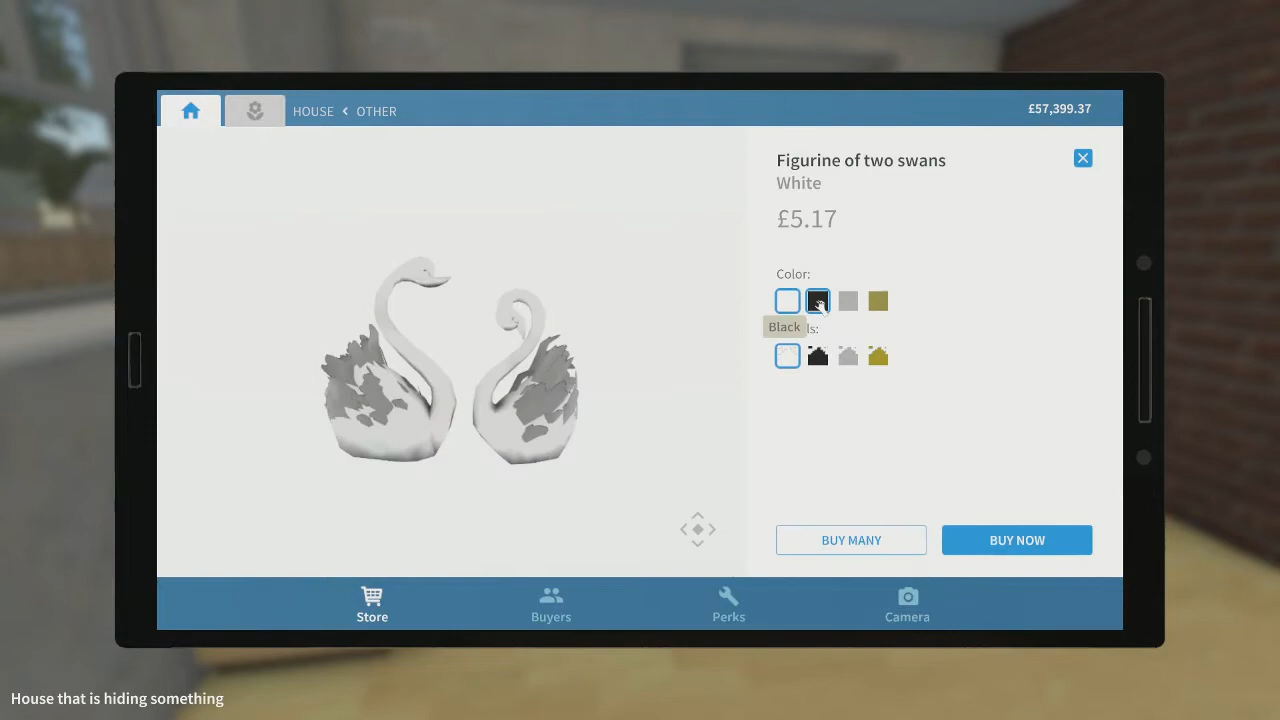 HOUSE < OTHER
£57,399.37
Figurine of two swans
White
£5.17
Color:
Black
ls:
BUY MANY
BUY NOW
Store
Buyers
Perks
Camera
House that is hiding something